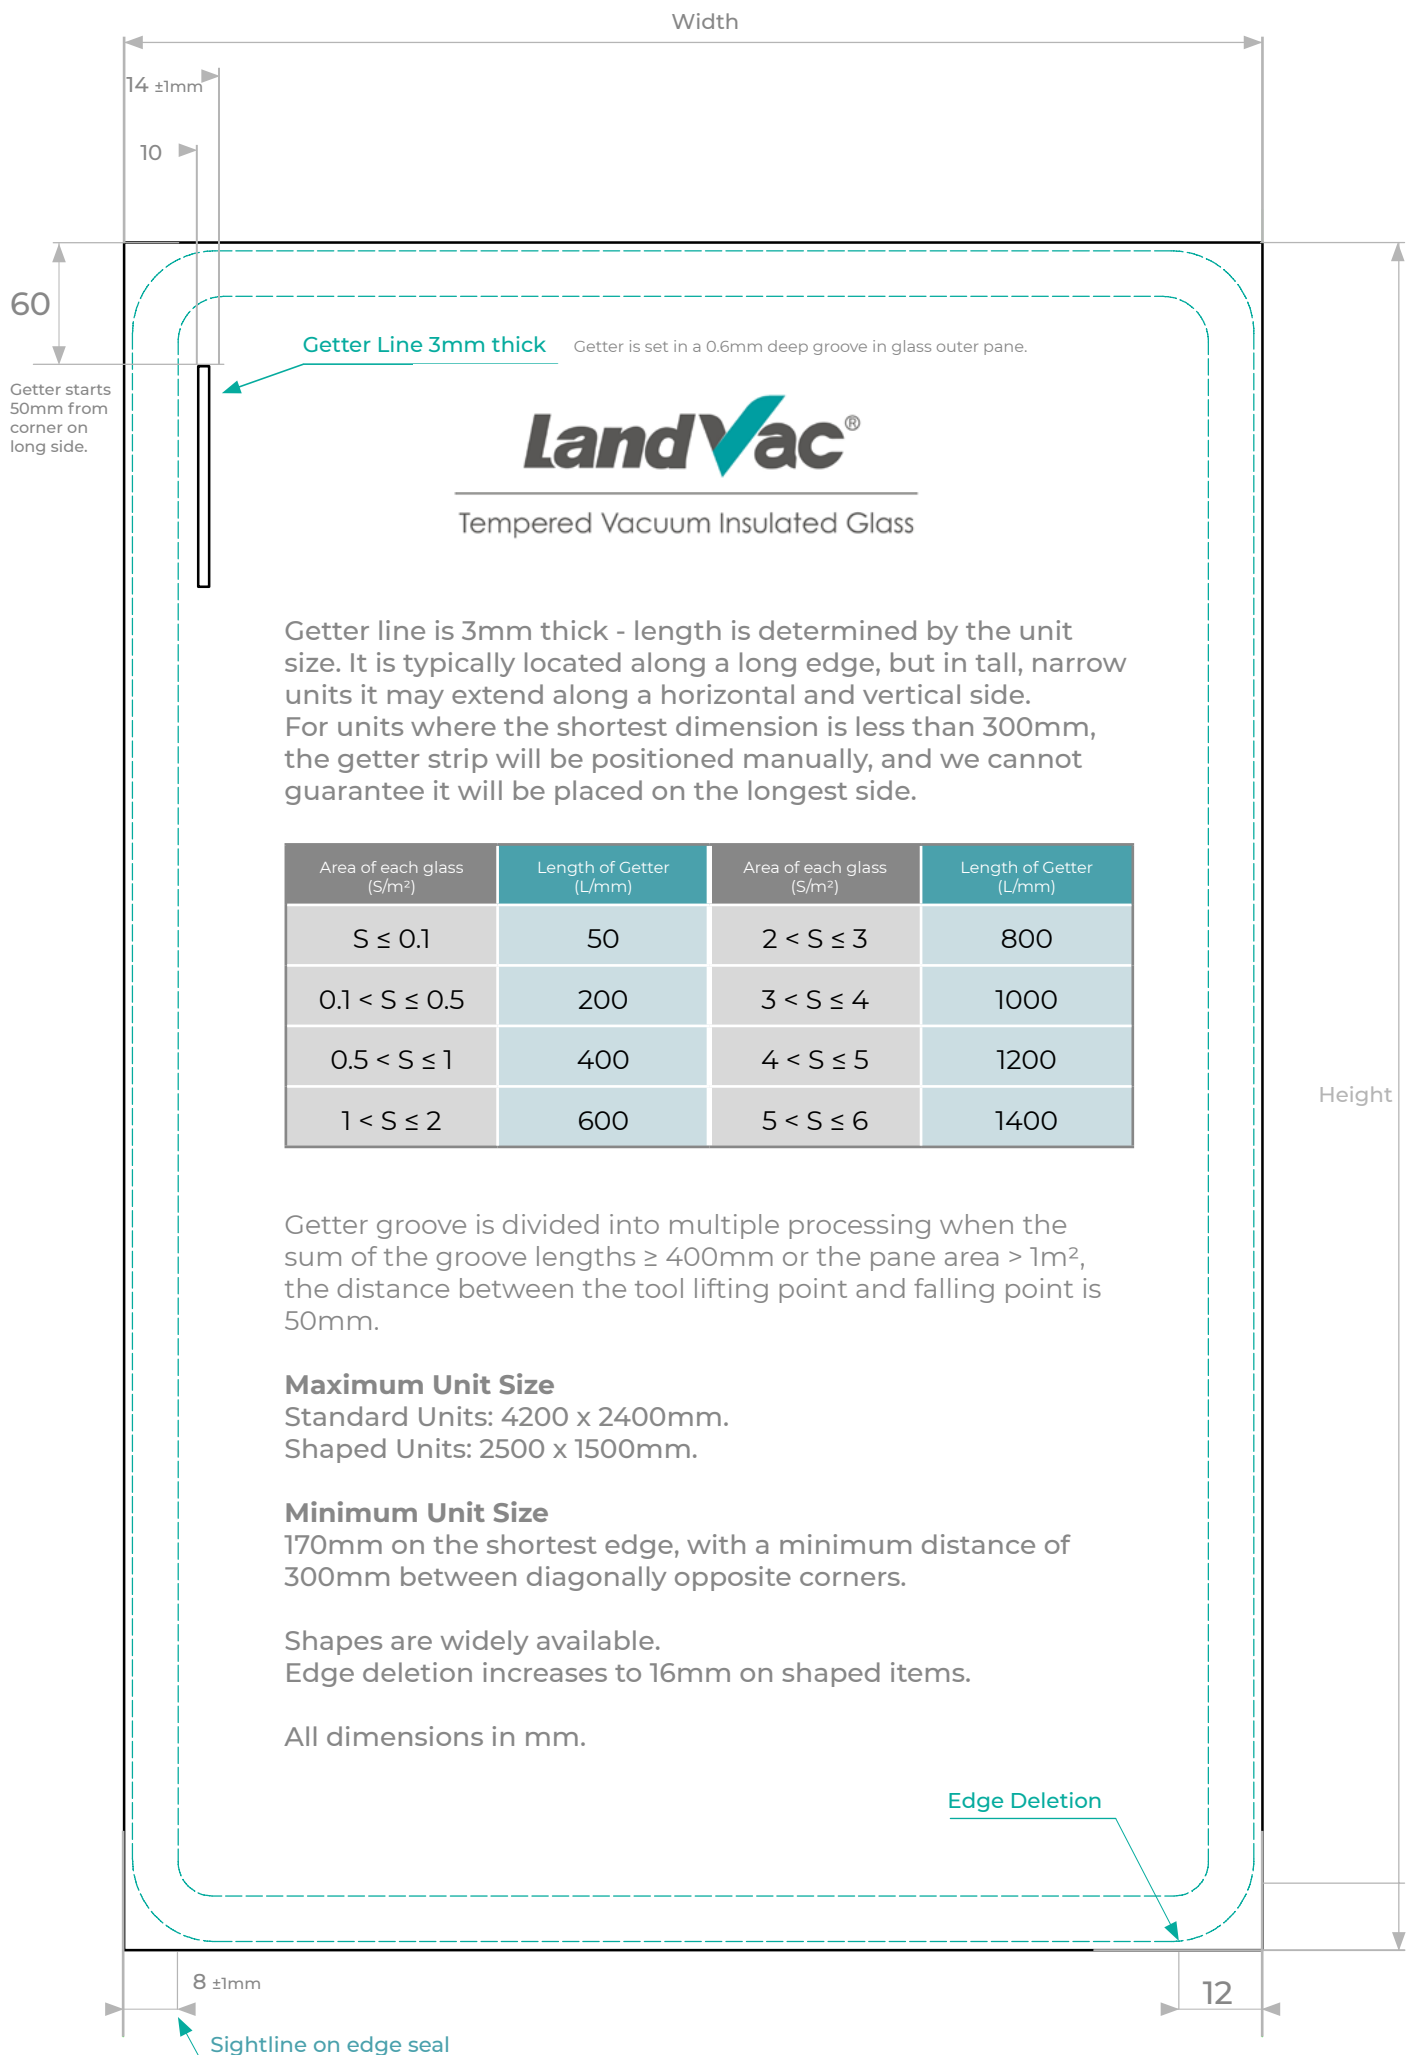 Width
14 ±1mm
10
60
Getter Line 3mm thick
Getter is set in a 0.6mm deep groove in glass outer pane.
Getter starts
50mm from
corner on
long side.
LandVac®
Tempered Vacuum Insulated Glass
Getter line is 3mm thick - length is determined by the unit
size. It is typically located along a long edge, but in tall, narrow
units it may extend along a horizontal and vertical side.
For units where the shortest dimension is less than 300mm,
the getter strip will be positioned manually, and we cannot
guarantee it will be placed on the longest side.
Area of each glass (S/m²) Length of Getter (L/mm) Area of each glass (S/m²) Length of Getter (L/mm)
S ≤ 0.1 50 2 < S ≤ 3 800
0.1 < S ≤ 0.5 200 3 < S ≤ 4 1000
0.5 < S ≤ 1 400 4 < S ≤ 5 1200
1 < S ≤ 2 600 5 < S ≤ 6 1400
Height
Getter groove is divided into multiple processing when the
sum of the groove lengths ≥ 400mm or the pane area > 1m²,
the distance between the tool lifting point and falling point is
50mm.
Maximum Unit Size
Standard Units: 4200 x 2400mm.
Shaped Units: 2500 x 1500mm.
Minimum Unit Size
170mm on the shortest edge, with a minimum distance of
300mm between diagonally opposite corners.
Shapes are widely available.
Edge deletion increases to 16mm on shaped items.
All dimensions in mm.
Edge Deletion
8 ±1mm
12
Sightline on edge seal